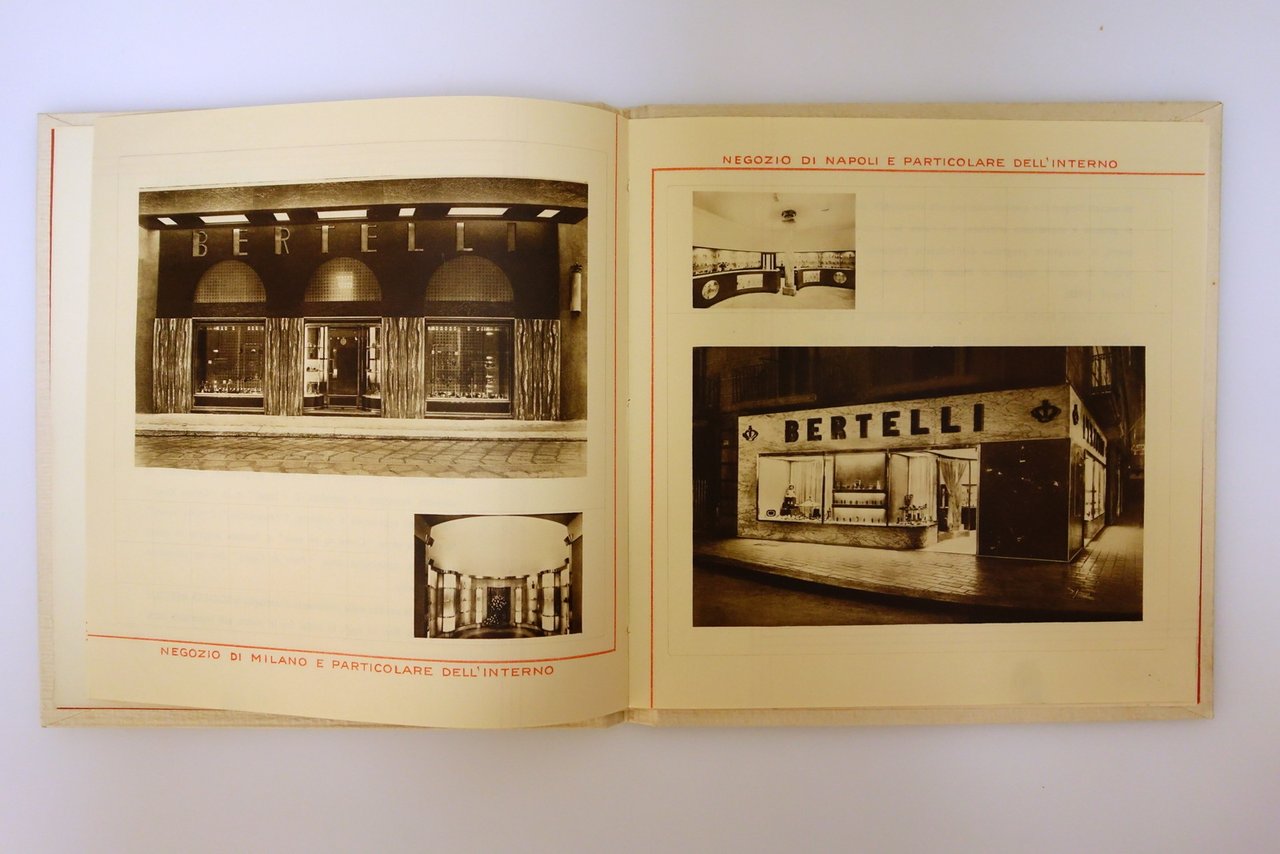 BERTELLI
NEGOZIO DI MILANO E PARTICOLARE DELL'INTERNO
NEGOZIO DI NAPOLI E PARTICOLARE DELL'INTERNO
BERTELLI